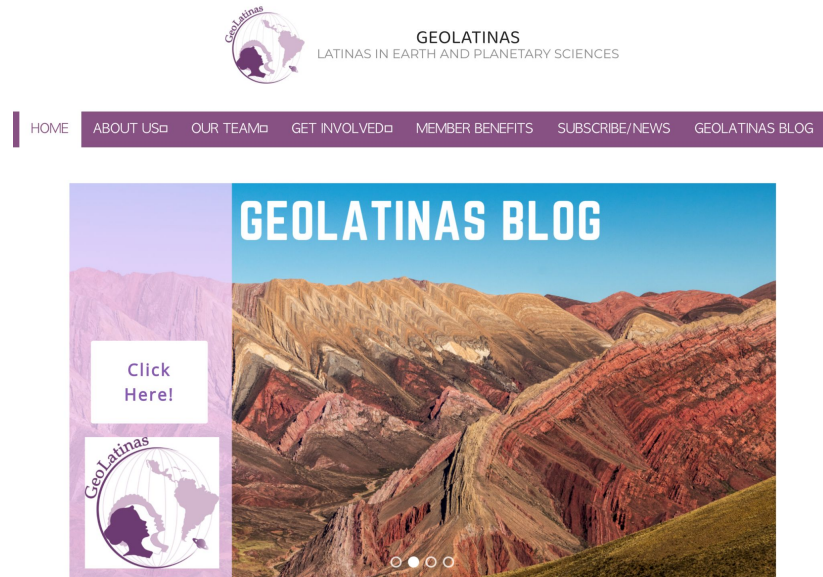 GeoLatinas
GEOLATINAS
LATINAS IN EARTH AND PLANETARY SCIENCES
HOME ABOUT US▯ OUR TEAM▯ GET INVOLVED▯ MEMBER BENEFITS SUBSCRIBE/NEWS GEOLATINAS BLOG
GEOLATINAS BLOG
Click
Here!
GeoLatinas